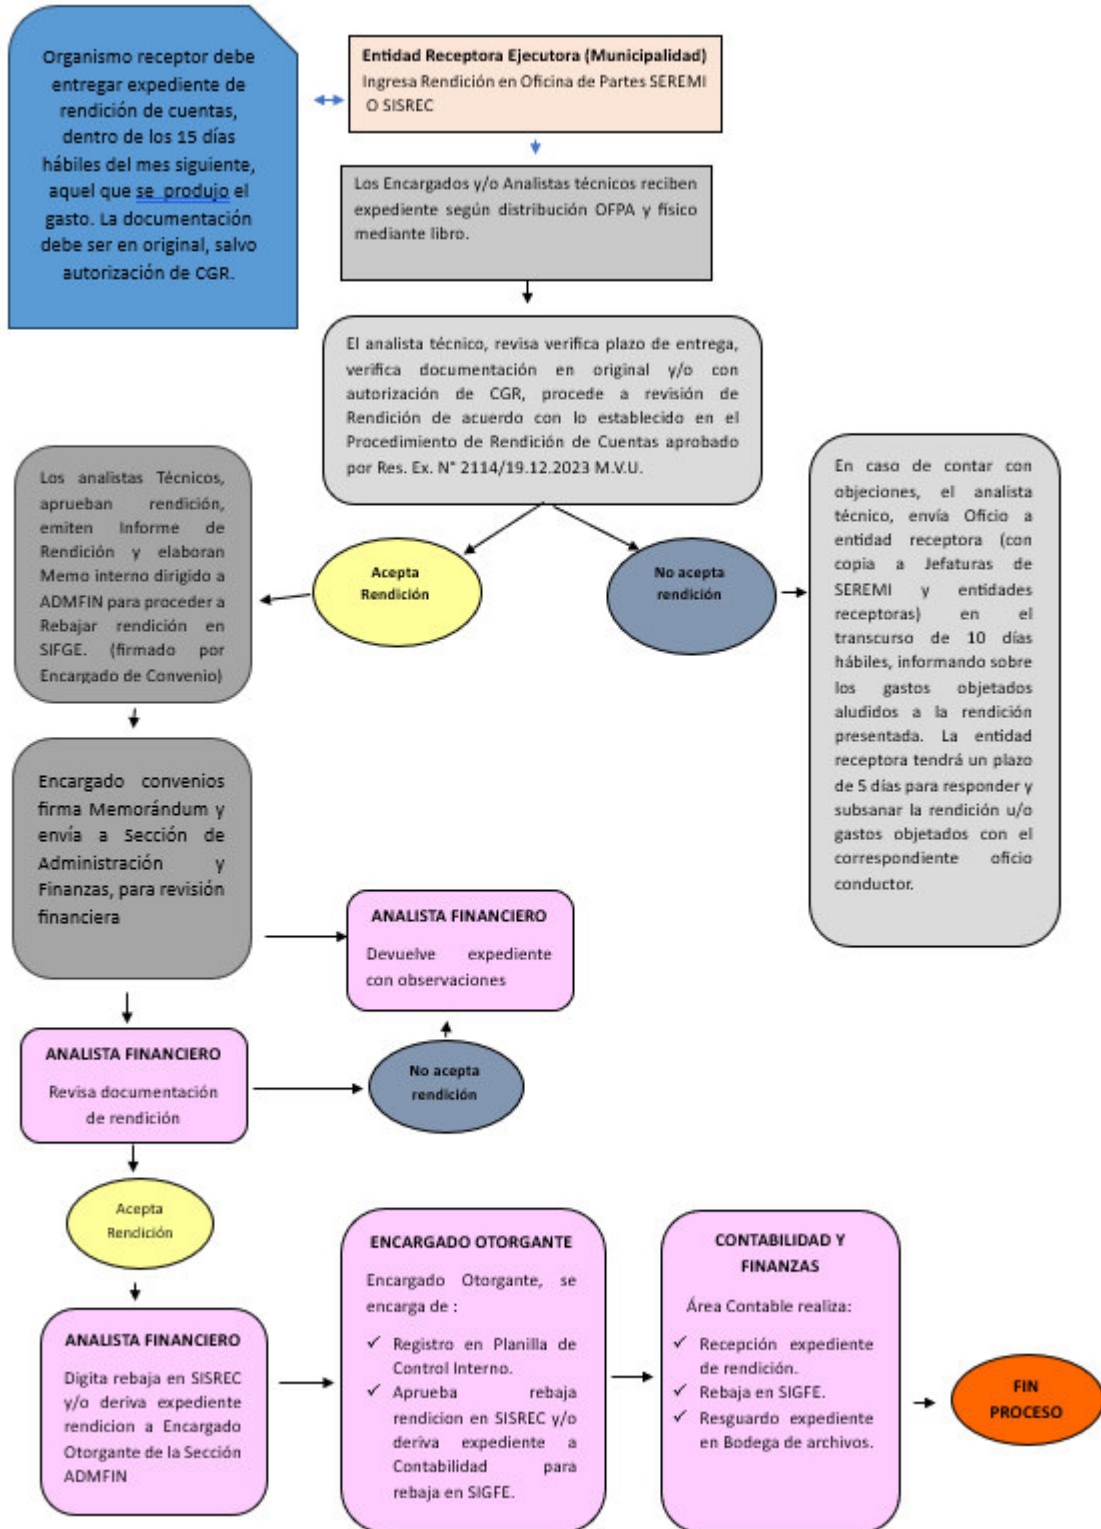 Organismo receptor debe
entregar expediente de
rendición de cuentas,
dentro de los 15 días
hábiles del mes siguiente,
aquel que se produjo el
gasto. La documentación
debe ser en original, salvo
autorización de CGR.
Entidad Receptora Ejecutora (Municipalidad)
Ingresa Rendición en Oficina de Partes SEREMI
O SISREC
Los Encargados y/o Analistas técnicos reciben
expediente según distribución OFPA y físico
mediante libro.
El analista técnico, revisa verifica plazo de entrega,
verifica documentación en original y/o con
autorización de CGR, procede a revisión de
Rendición de acuerdo con lo establecido en el
Procedimiento de Rendición de Cuentas aprobado
por Res. Ex. N° 2114/19.12.2023 M.V.U.
Acepta
Rendición
No acepta
rendición
En caso de contar con
objeciones, el analista
técnico, envía Oficio a
entidad receptora (con
copia a Jefaturas de
SEREMI y entidades
receptoras) en el
transcurso de 10 días
hábiles, informando sobre
los gastos objetados
aludidos a la rendición
presentada. La entidad
receptora tendrá un plazo
de 5 días para responder y
subsanar la rendición u/o
gastos objetados con el
correspondiente oficio
conductor.
Los analistas Técnicos,
aprueban rendición,
emiten Informe de
Rendición y elaboran
Memo interno dirigido a
ADMFIN para proceder a
Rebajar rendición en
SIFGE. (firmado por
Encargado de Convenio)
Encargado convenios
firma Memorándum y
envía a Sección de
Administración y
Finanzas, para revisión
financiera
ANALISTA FINANCIERO
Devuelve expediente
con observaciones
ANALISTA FINANCIERO
Revisa documentación
de rendición
No acepta
rendición
Acepta
Rendición
ANALISTA FINANCIERO
Digita rebaja en SISREC
y/o deriva expediente
rendicion a Encargado
Otorgante de la Sección
ADMFIN
ENCARGADO OTORGANTE
Encargado Otorgante, se
encarga de :
✓ Registro en Planilla de
Control Interno.
✓ Aprueba rebaja
rendicion en SISREC y/o
deriva expediente a
Contabilidad para
rebaja en SIGFE.
CONTABILIDAD Y
FINANZAS
Área Contable realiza:
✓ Recepción expediente
de rendición.
✓ Rebaja en SIGFE.
✓ Resguardo expediente
en Bodega de archivos.
FIN
PROCESO